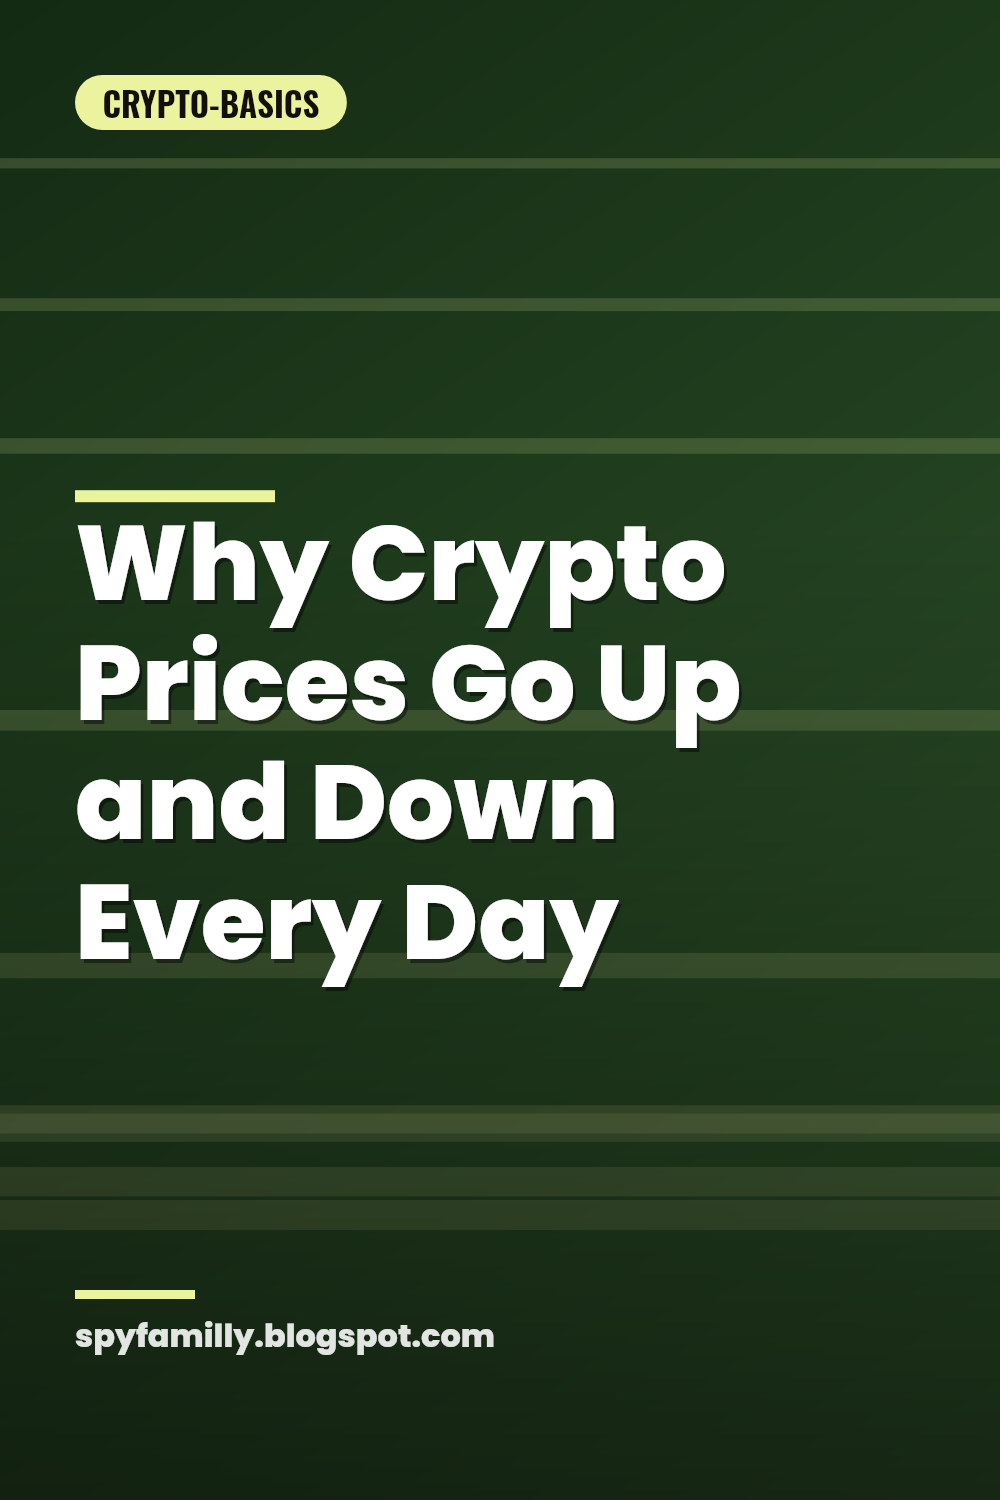 CRYPTO-BASICS
Why Crypto
Prices Go Up
and Down
Every Day
spyfamilly.blogspot.com